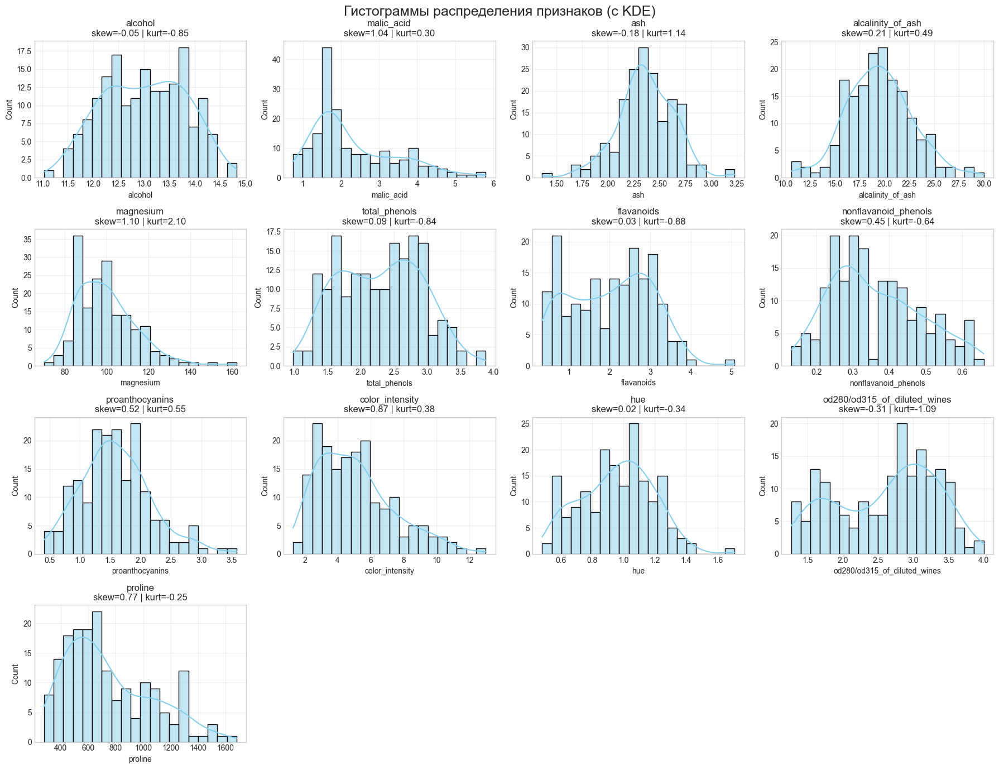 Гистограммы распределения признаков (с KDE)
alcohol
skew=-0.05 | kurt=-0.85
Count
17.5
15.0
12.5
10.0
7.5
5.0
2.5
0.0
11.0 11.5 12.0 12.5 13.0 13.5 14.0 14.5 15.0
alcohol
malic_acid
skew=1.04 | kurt=0.30
Count
40
30
20
10
0
1 2 3 4 5 6
malic_acid
ash
skew=-0.18 | kurt=1.14
Count
30
25
20
15
10
5
0
1.50 1.75 2.00 2.25 2.50 2.75 3.00 3.25
ash
alcalinity_of_ash
skew=0.21 | kurt=0.49
Count
25
20
15
10
5
0
10.0 12.5 15.0 17.5 20.0 22.5 25.0 27.5 30.0
alcalinity_of_ash
magnesium
skew=1.10 | kurt=2.10
Count
35
30
25
20
15
10
5
0
80 100 120 140 160
magnesium
total_phenols
skew=0.09 | kurt=-0.84
Count
17.5
15.0
12.5
10.0
7.5
5.0
2.5
0.0
1.0 1.5 2.0 2.5 3.0 3.5 4.0
total_phenols
flavanoids
skew=0.03 | kurt=-0.88
Count
20
15
10
5
0
1 2 3 4 5
flavanoids
nonflavanoid_phenols
skew=0.45 | kurt=-0.64
Count
20
15
10
5
0
0.2 0.3 0.4 0.5 0.6
nonflavanoid_phenols
proanthocyanins
skew=0.52 | kurt=0.55
Count
20
15
10
5
0
0.5 1.0 1.5 2.0 2.5 3.0 3.5
proanthocyanins
color_intensity
skew=0.87 | kurt=0.38
Count
20
15
10
5
0
2 4 6 8 10 12
color_intensity
hue
skew=0.02 | kurt=-0.34
Count
25
20
15
10
5
0
0.6 0.8 1.0 1.2 1.4 1.6
hue
od280/od315_of_diluted_wines
skew=-0.31 | kurt=-1.09
Count
20
15
10
5
0
1.5 2.0 2.5 3.0 3.5 4.0
od280/od315_of_diluted_wines
proline
skew=0.77 | kurt=-0.25
Count
20
15
10
5
0
400 600 800 1000 1200 1400 1600
proline